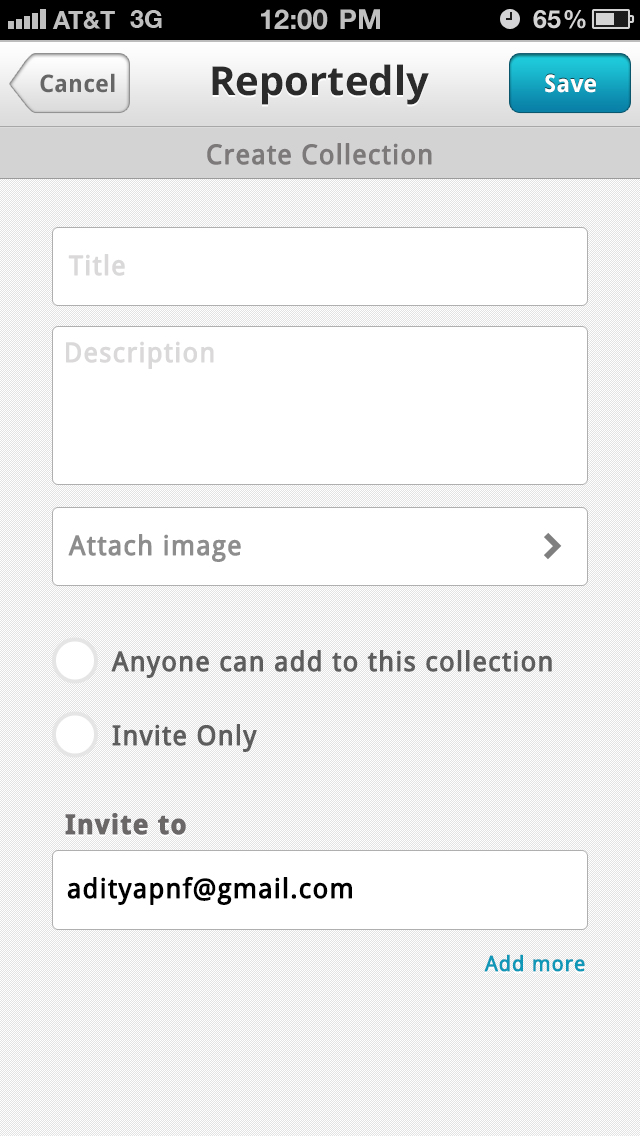 AT&T 3G 12:00 PM 65%
Cancel Reportedly Save
Create Collection
Title
Description
Attach image
Anyone can add to this collection
Invite Only
Invite to
adityapnf@gmail.com
Add more